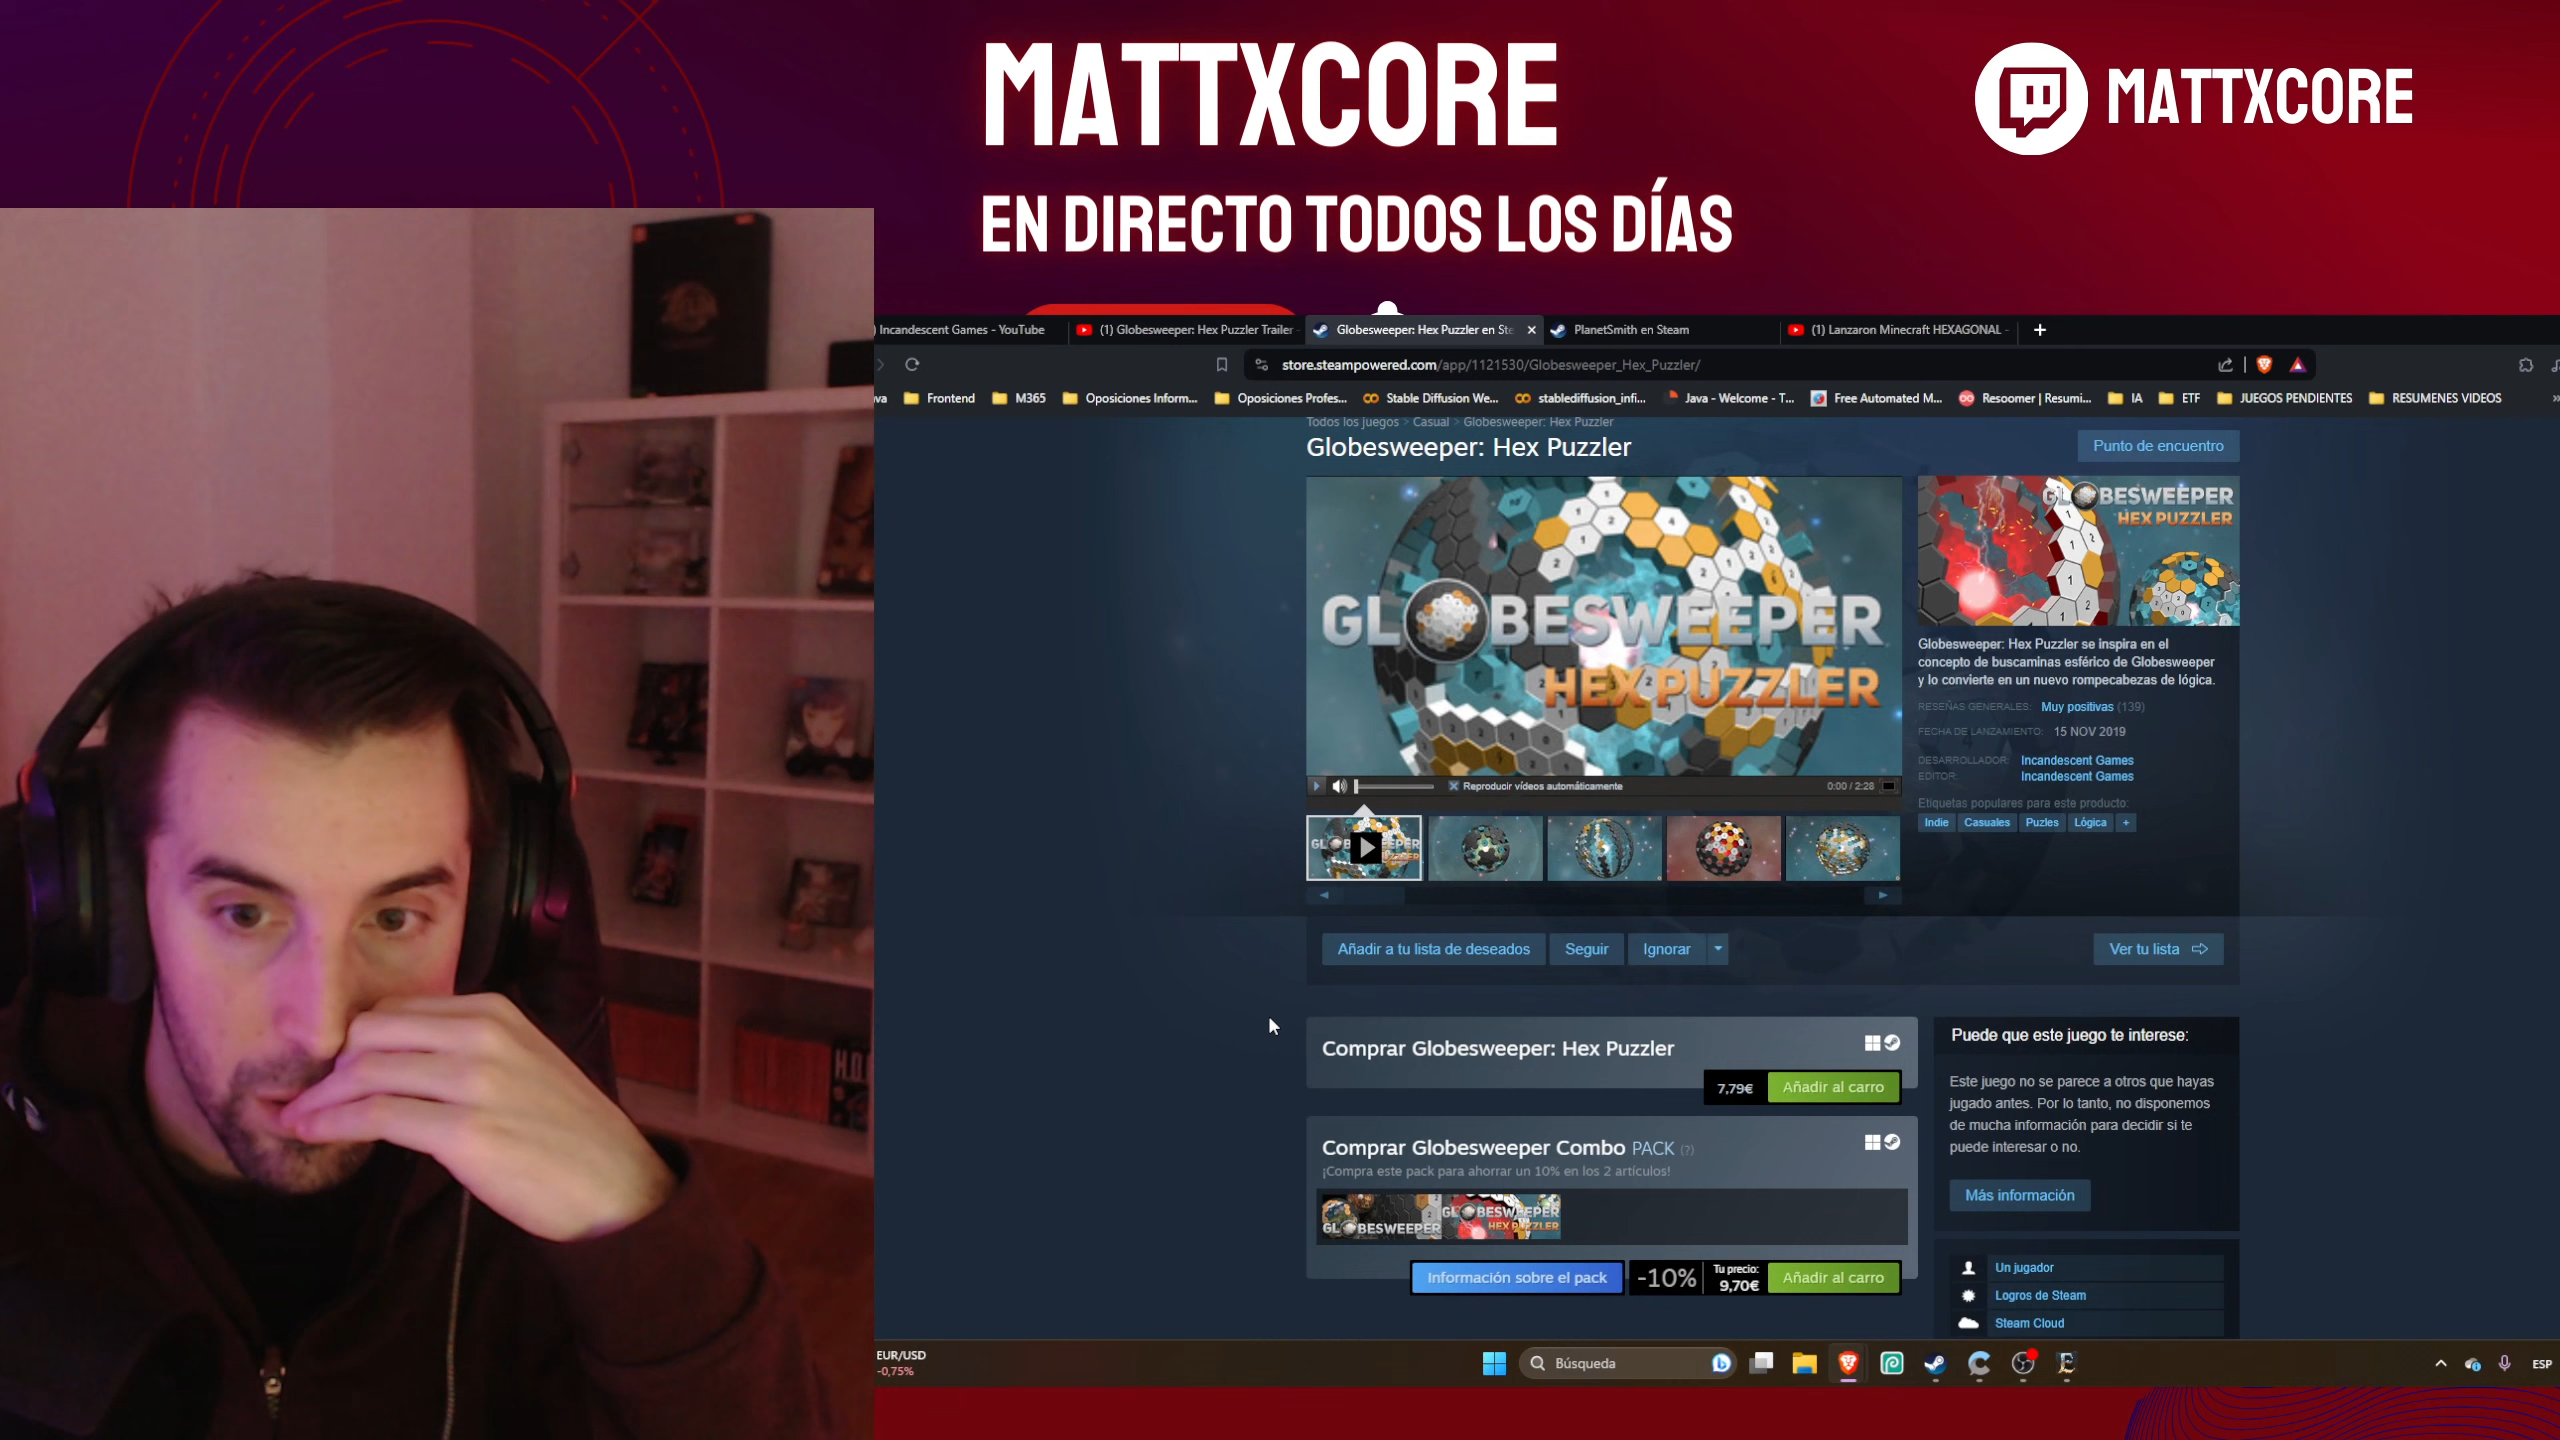 MATTXCORE
EN DIRECTO TODOS LOS DÍAS
MATTXCORE
Incandescent Games - YouTube
(1) Globesweeper: Hex Puzzler Trailer
Globesweeper: Hex Puzzler en Ste
PlanetSmith en Steam
(1) Lanzaron Minecraft HEXAGONAL -
store.steampowered.com/app/1121530/Globesweeper_Hex_Puzzler/
va
Frontend
M365
Oposiciones Inform...
Oposiciones Profes...
Stable Diffusion We...
stablediffusion_infi...
Java - Welcome - T...
Free Automated M...
Resoomer | Resumi...
IA
ETF
JUEGOS PENDIENTES
RESUMENES VIDEOS
Todos los juegos > Casual > Globesweeper: Hex Puzzler
Globesweeper: Hex Puzzler
Punto de encuentro
GLOBESWEEPER
HEX PUZZLER
Reproducir vídeos automáticamente
0:00 / 2:28
GLOBESWEEPER
HEX PUZZLER
Globesweeper: Hex Puzzler se inspira en el
concepto de buscaminas esférico de Globesweeper
y lo convierte en un nuevo rompecabezas de lógica.
RESEÑAS GENERALES: Muy positivas (139)
FECHA DE LANZAMIENTO: 15 NOV 2019
DESARROLLADOR: Incandescent Games
EDITOR: Incandescent Games
Etiquetas populares para este producto:
Indie
Casuales
Puzles
Lógica
+
Añadir a tu lista de deseados
Seguir
Ignorar
Ver tu lista
Comprar Globesweeper: Hex Puzzler
7,79€
Añadir al carro
Comprar Globesweeper Combo PACK (?)
¡Compra este pack para ahorrar un 10% en los 2 artículos!
GLOBESWEEPER
GLOBESWEEPER
HEX PUZZLER
Información sobre el pack
-10%
Tu precio:
9,70€
Añadir al carro
Puede que este juego te interese:
Este juego no se parece a otros que hayas
jugado antes. Por lo tanto, no disponemos
de mucha información para decidir si te
puede interesar o no.
Más información
Un jugador
Logros de Steam
Steam Cloud
EUR/USD
-0,75%
Búsqueda
ESP